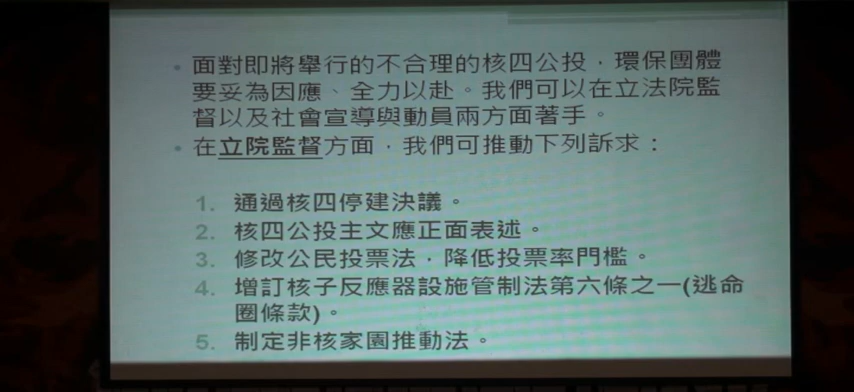 • 面對即將舉行的不合理的核四公投，環保團體
要妥為因應、全力以赴。我們可以在立法院監
督以及社會宣導與動員兩方面著手。
• 在立院監督方面，我們可推動下列訴求：
1. 通過核四停建決議。
2. 核四公投主文應正面表述。
3. 修改公民投票法，降低投票率門檻。
4. 增訂核子反應器設施管制法第六條之一(逃命
圈條款)。
5. 制定非核家園推動法。